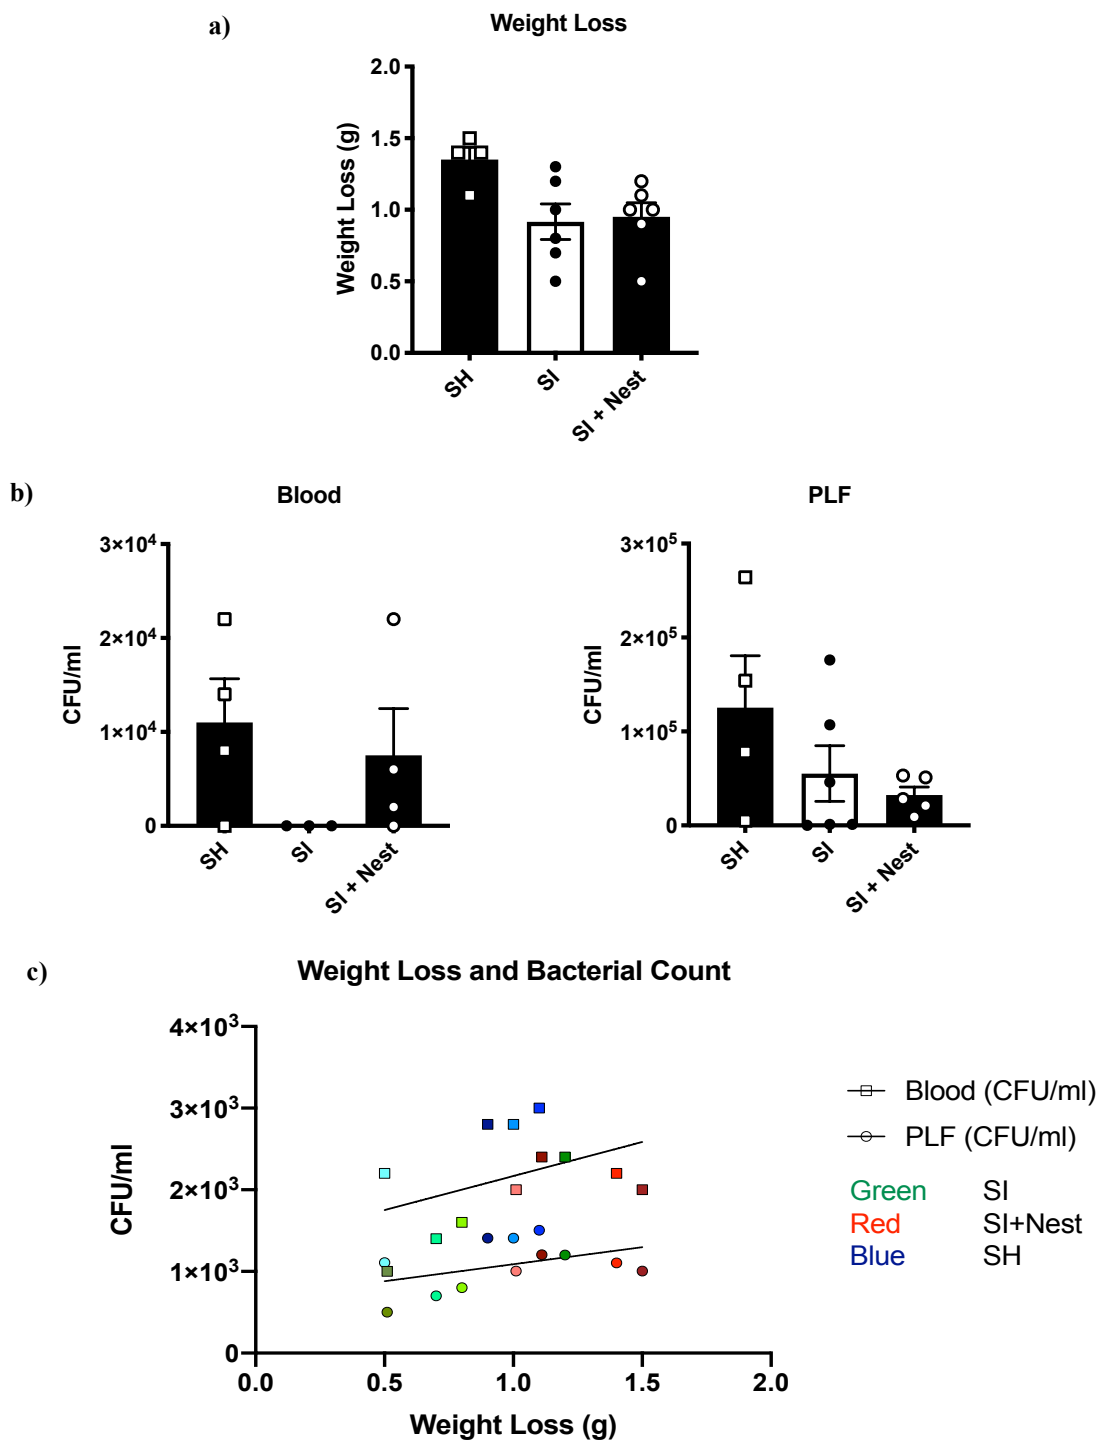 a)
Weight Loss
2.0
1.5
1.0
0.5
0.0
Weight Loss (g)
SH
SI
SI + Nest
b)
Blood
3×10⁴
2×10⁴
1×10⁴
0
CFU/ml
SH
SI
SI + Nest
PLF
3×10⁵
2×10⁵
1×10⁵
0
CFU/ml
SH
SI
SI + Nest
c)
Weight Loss and Bacterial Count
4×10³
3×10³
2×10³
1×10³
0
CFU/ml
0.0 0.5 1.0 1.5 2.0
Weight Loss (g)
Blood (CFU/ml)
PLF (CFU/ml)
Green SI
Red SI+Nest
Blue SH